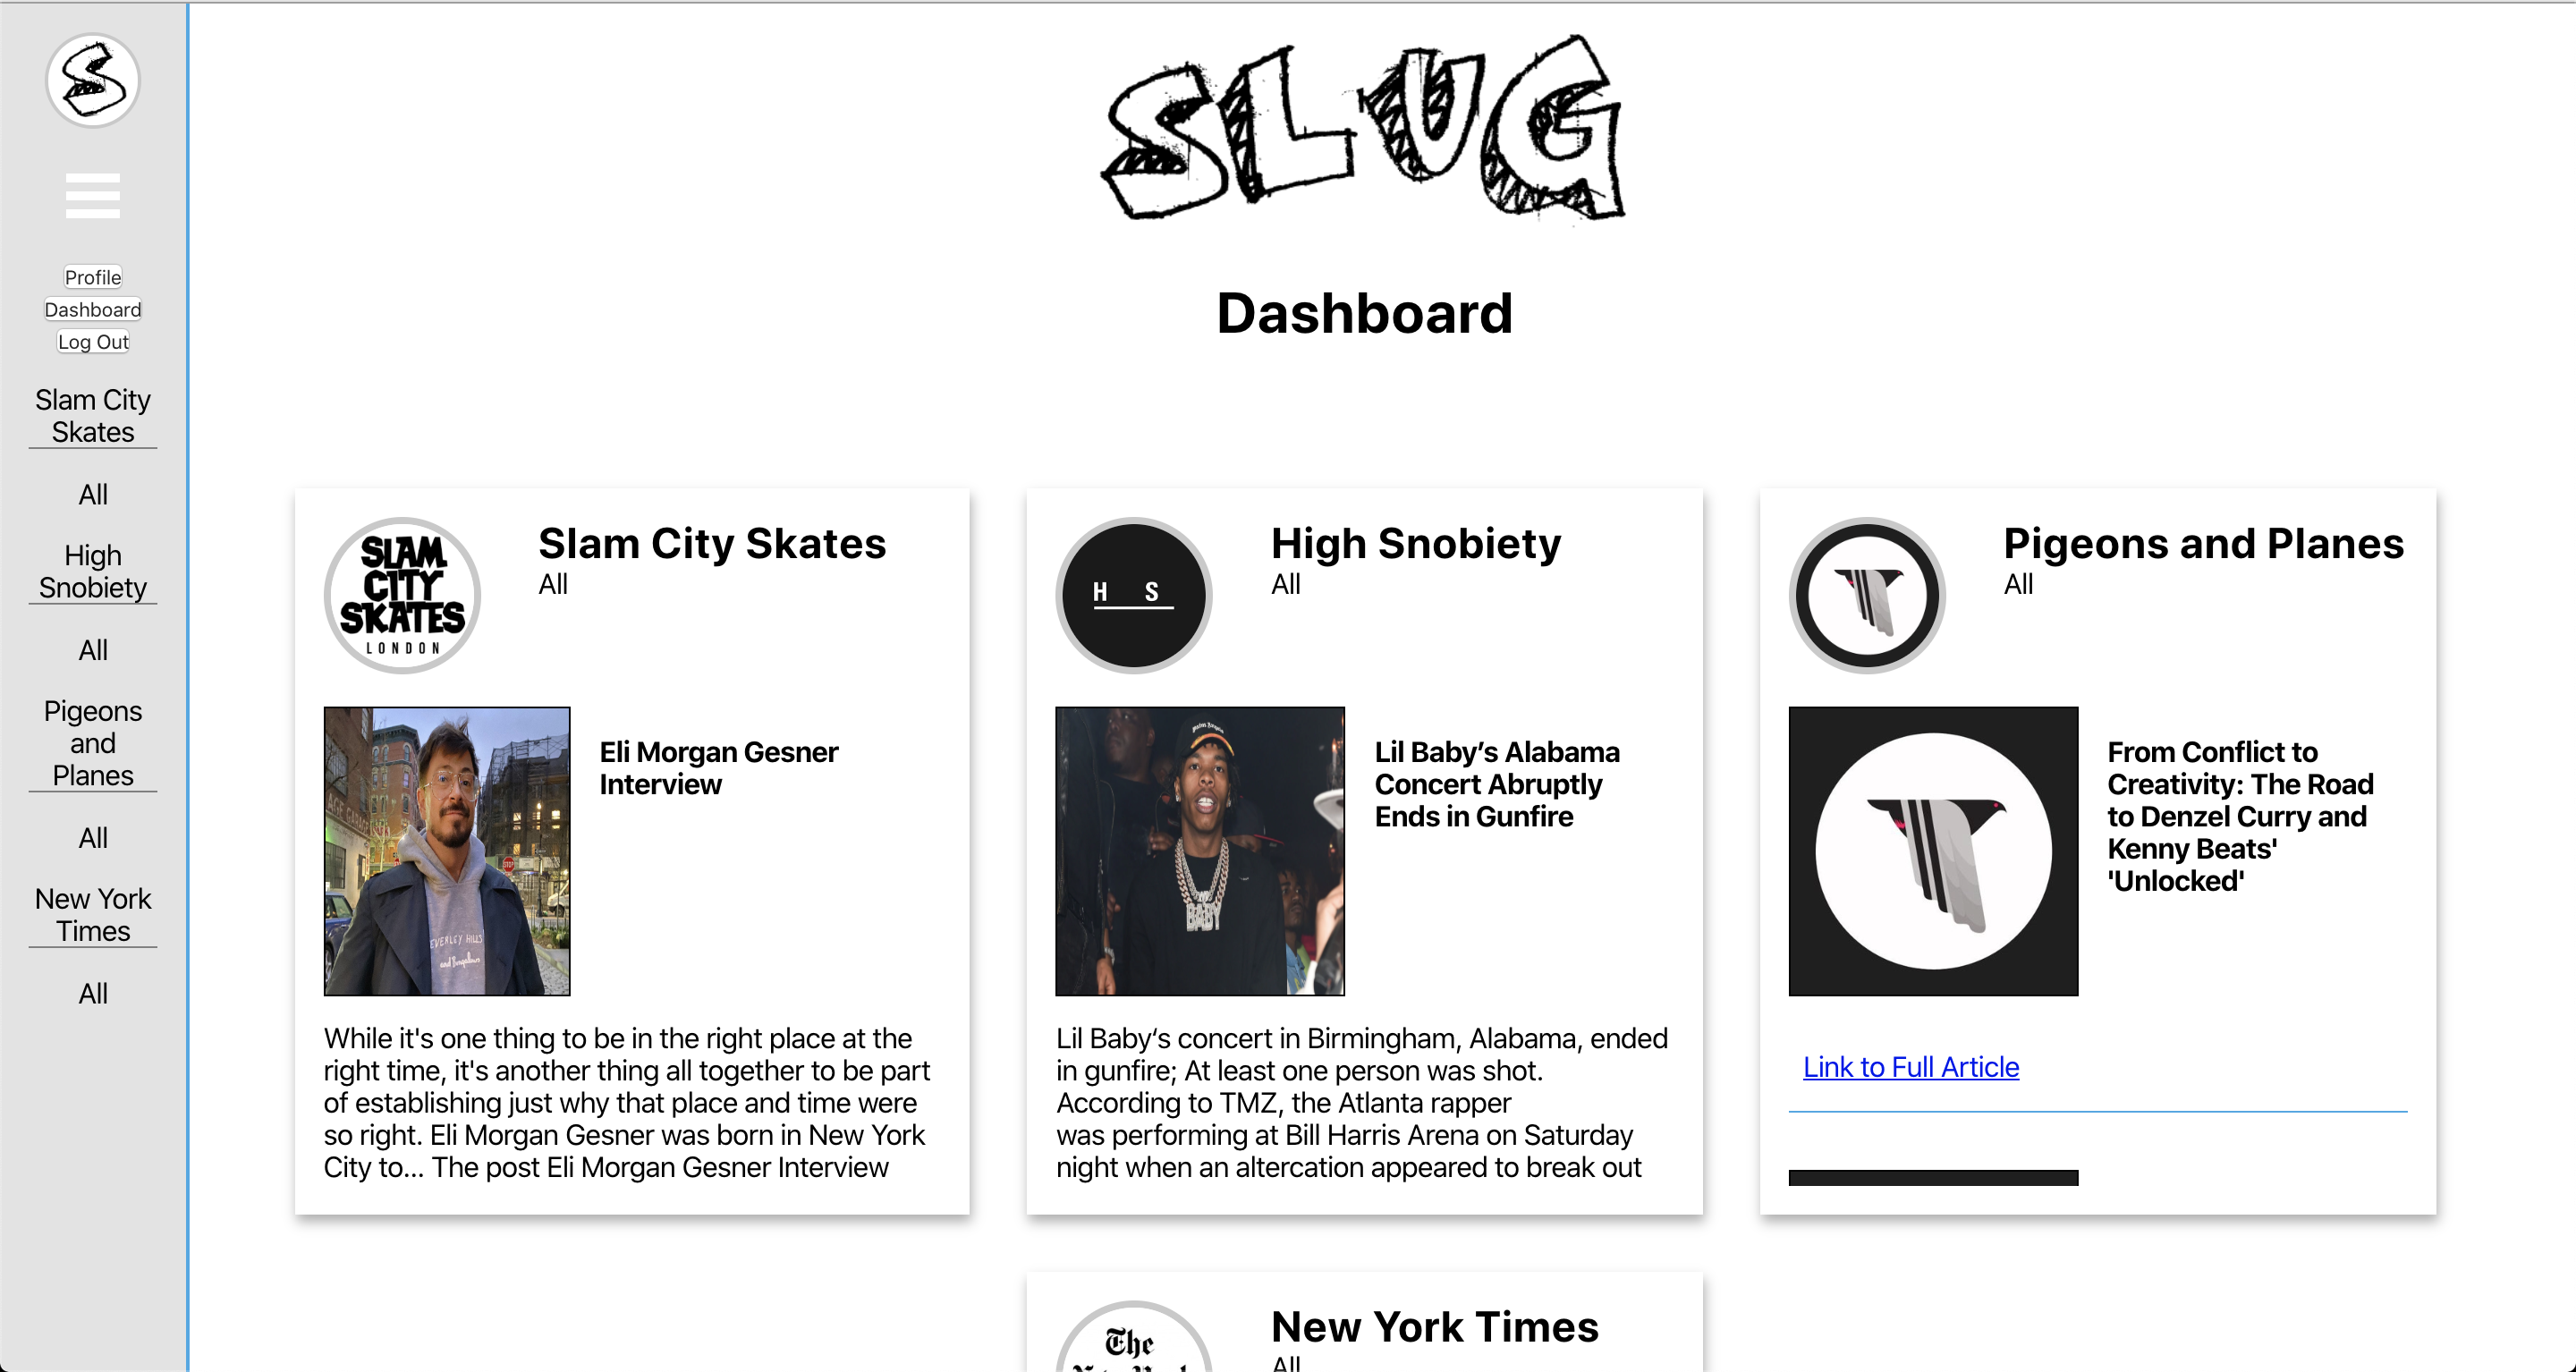 S
SLUG
Profile
Dashboard
Log Out
Slam City
Skates
All
High
Snobiety
All
Pigeons
and
Planes
All
New York
Times
All
Dashboard
SLAM
CITY
SKATES
LONDON
Slam City Skates
All
Eli Morgan Gesner
Interview
While it's one thing to be in the right place at the
right time, it's another thing all together to be part
of establishing just why that place and time were
so right. Eli Morgan Gesner was born in New York
City to... The post Eli Morgan Gesner Interview
H S
High Snobiety
All
BABY
Lil Baby’s Alabama
Concert Abruptly
Ends in Gunfire
Lil Baby‘s concert in Birmingham, Alabama, ended
in gunfire; At least one person was shot.
According to TMZ, the Atlanta rapper
was performing at Bill Harris Arena on Saturday
night when an altercation appeared to break out
Pigeons and Planes
All
From Conflict to
Creativity: The Road
to Denzel Curry and
Kenny Beats'
'Unlocked'
Link to Full Article
The
New York Times
All